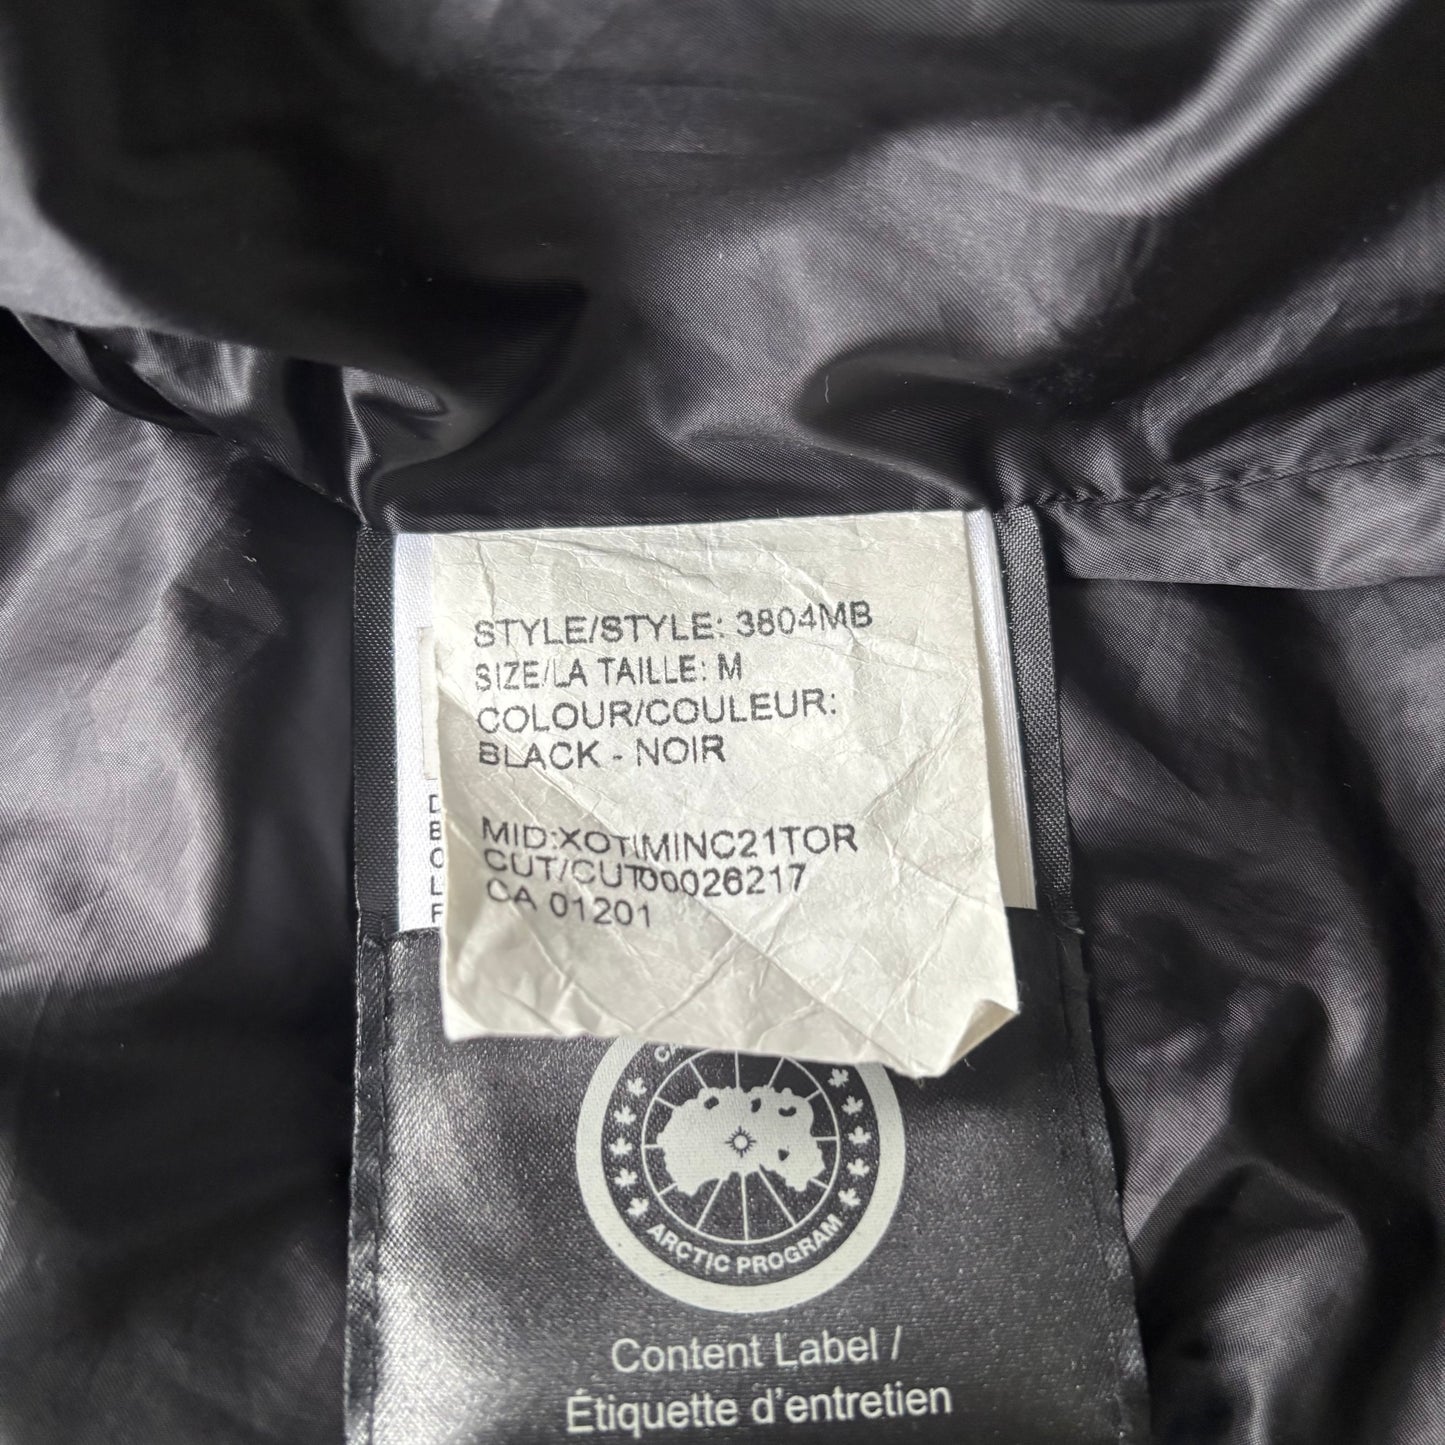 STYLE/STYLE: 3804MB
SIZE/LA TAILLE: M
COLOUR/COULEUR:
BLACK - NOIR
MID:XOTIMINC21TOR
CUT/CUT00026217
CA 01201
ARCTIC PROGRAM
Content Label /
Étiquette d'entretien